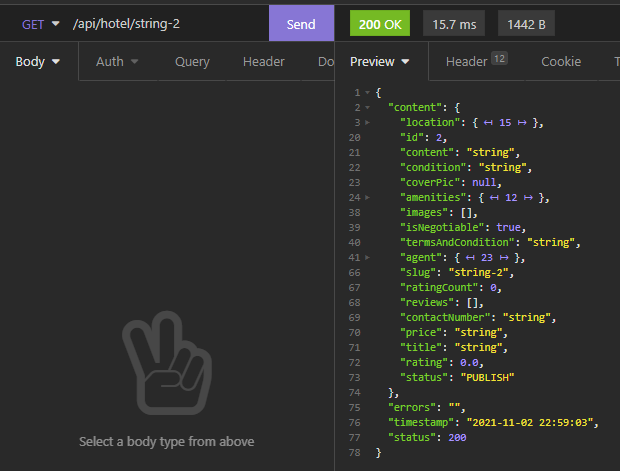 GET /api/hotel/string-2 Send 200 OK 15.7 ms 1442 B
Body Auth Query Header Do Preview Header 12 Cookie
1 {
2 "content": {
3 "location": { ↤ 15 ↦ },
20 "id": 2,
21 "content": "string",
22 "condition": "string",
23 "coverPic": null,
24 "amenities": { ↤ 12 ↦ },
38 "images": [],
39 "isNegotiable": true,
40 "termsAndCondition": "string",
41 "agent": { ↤ 23 ↦ },
66 "slug": "string-2",
67 "ratingCount": 0,
68 "reviews": [],
69 "contactNumber": "string",
70 "price": "string",
71 "title": "string",
72 "rating": 0.0,
73 "status": "PUBLISH"
74 },
75 "errors": "",
76 "timestamp": "2021-11-02 22:59:03",
77 "status": 200
78 }
Select a body type from above